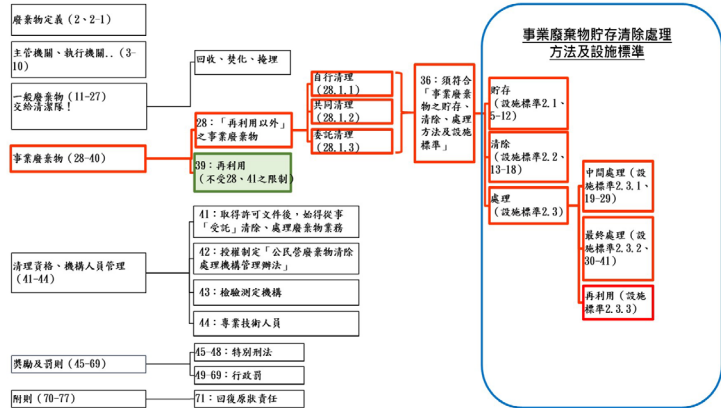 廢棄物定義（2、2-1）
主管機關、執行機關..（3-
10）
一般廢棄物（11-27）
交給清潔隊！
回收、焚化、掩埋
事業廢棄物（28-40）
28：「再利用以外」
之事業廢棄物
39：再利用
（不受28、41之限制）
自行清理
（28.1.1）
共同清理
（28.1.2）
委託清理
（28.1.3）
36：須符合
「事業廢棄
物之貯存、
清除、處理
方法及設施
標準」
事業廢棄物貯存清除處理
方法及設施標準
貯存
（設施標準2.1、
5-12）
清除
（設施標準2.2、
13-18）
處理
（設施標準2.3）
中間處理（設
施標準2.3.1、
19-29）
最終處理（設
施標準2.3.2、
30-41）
再利用（設施
標準2.3.3）
清理資格、機構人員管理
（41-44）
41：取得許可文件後，始得從事
「受託」清除、處理廢棄物業務
42：授權制定「公民營廢棄物清除
處理機構管理辦法」
43：檢驗測定機構
44：專業技術人員
獎勵及罰則（45-69）
45-48：特別刑法
49-69：行政罰
附則（70-77）
71：回復原狀責任